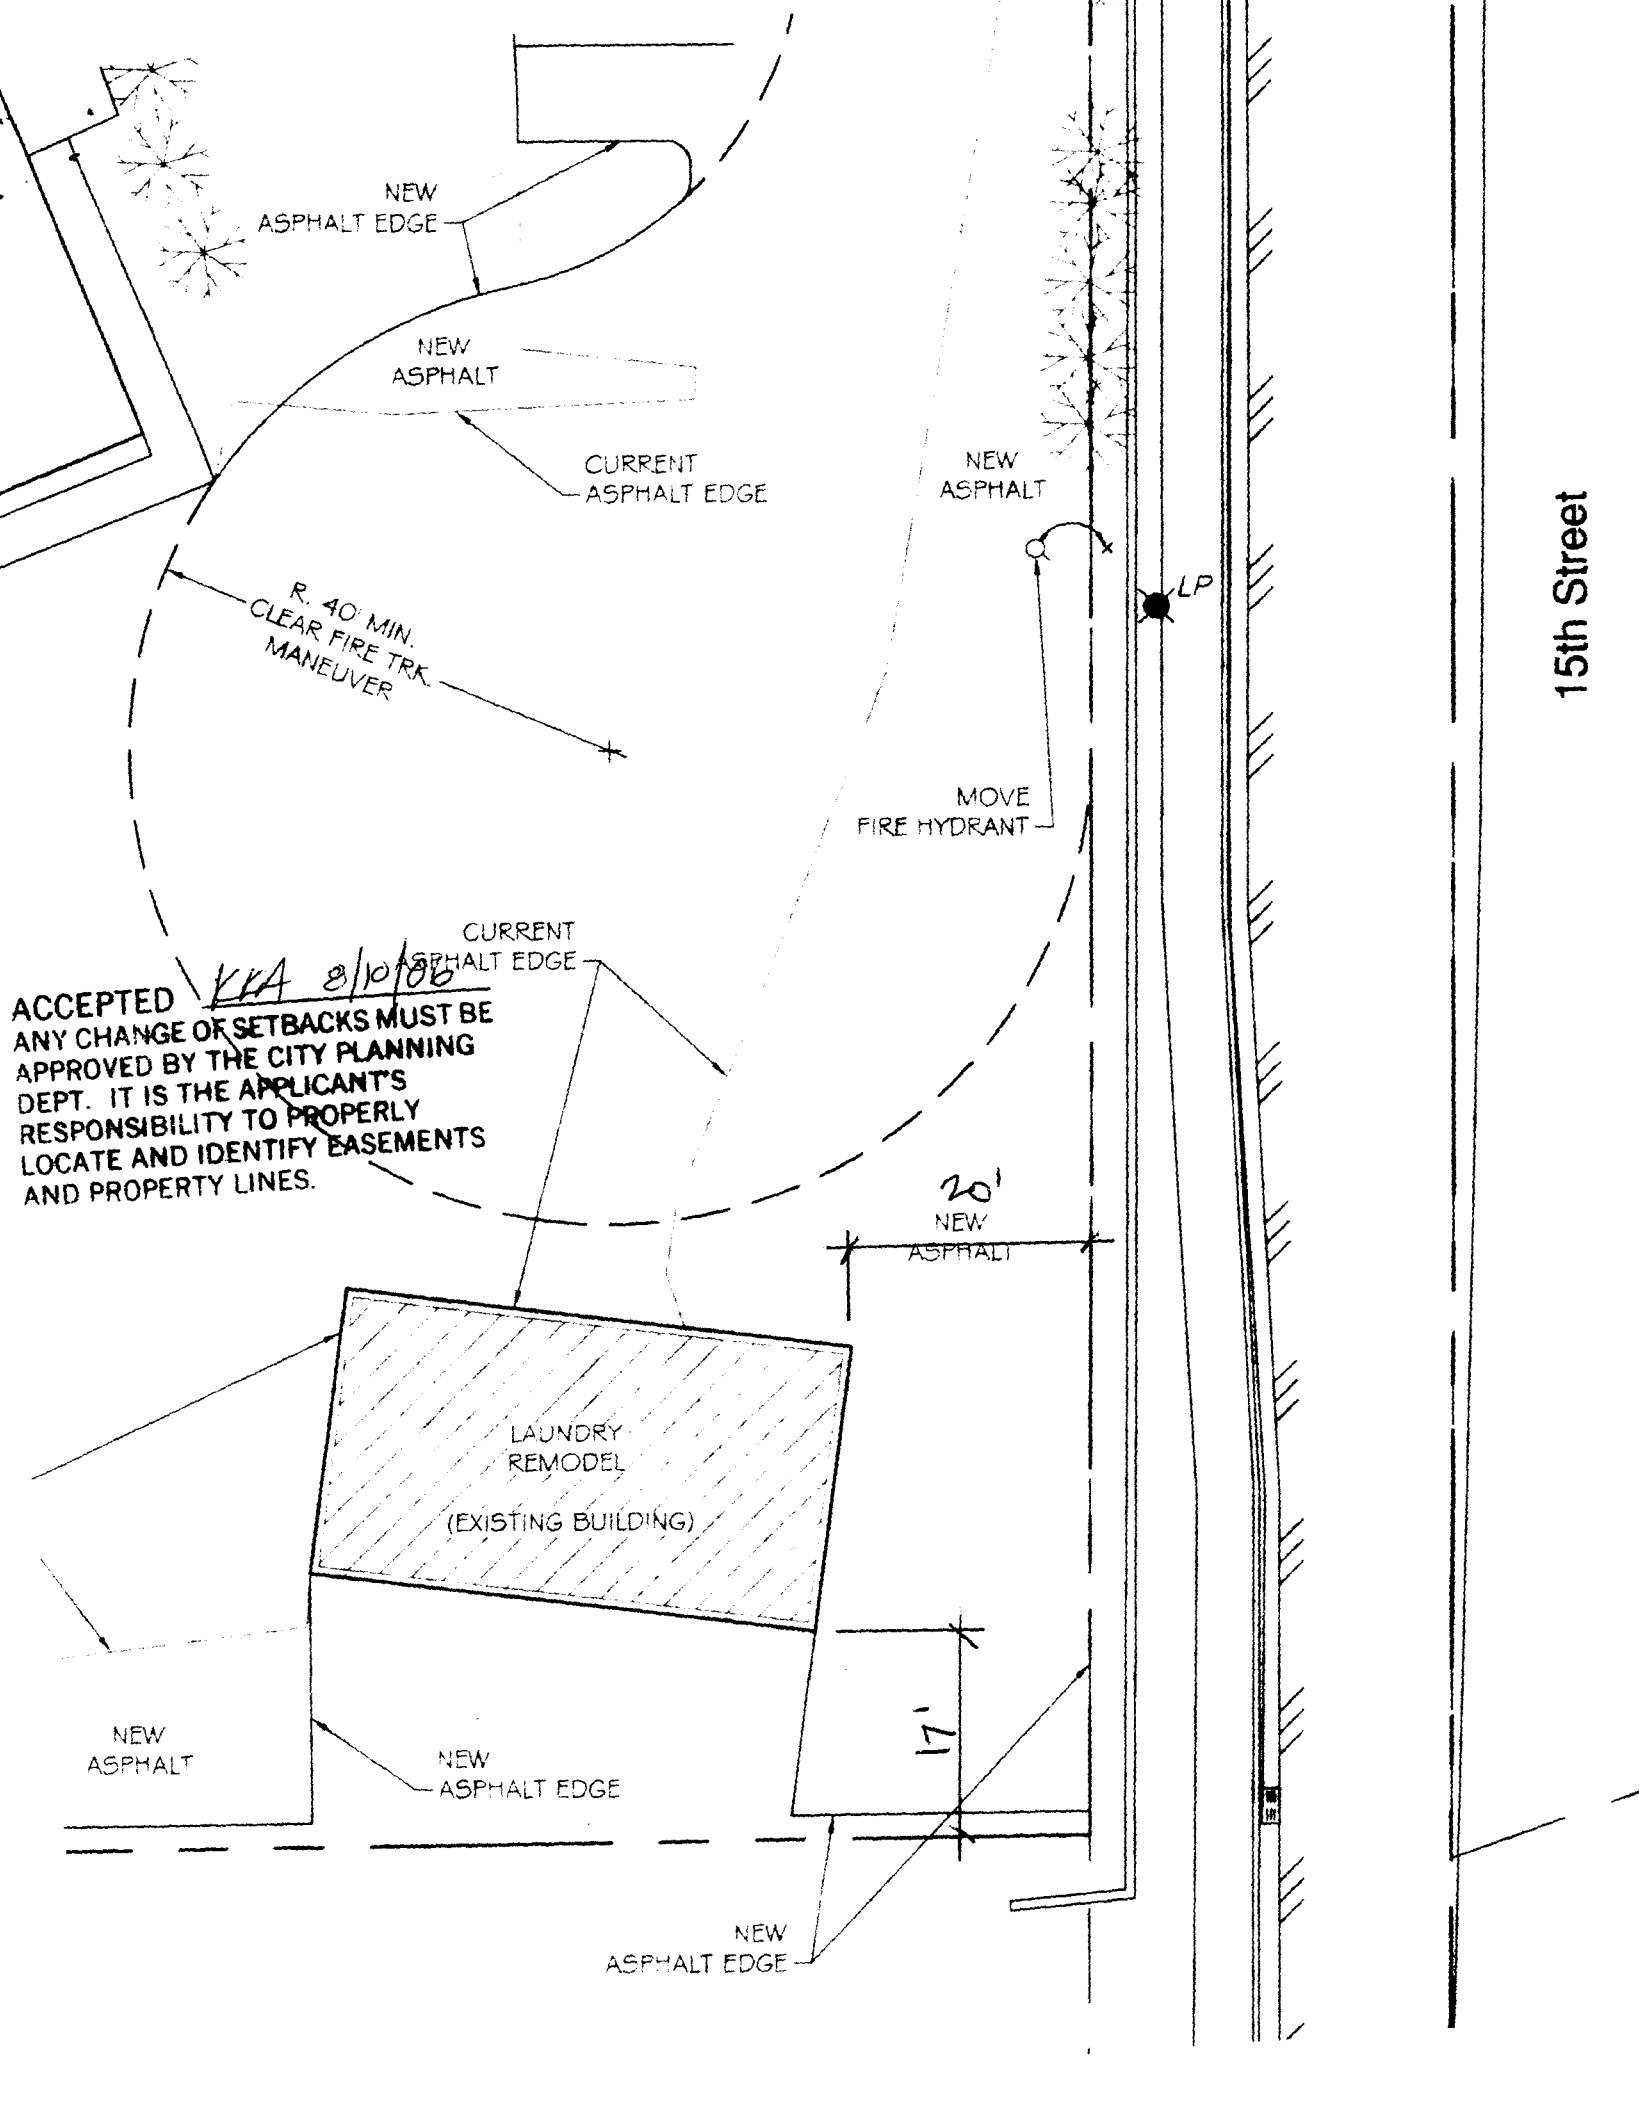 NEW
ASPHALT EDGE
NEW
ASPHALT
CURRENT
ASPHALT EDGE
NEW
ASPHALT
LP
15th Street
R. 40' MIN.
CLEAR FIRE TRK.
MANEUVER
MOVE
FIRE HYDRANT
CURRENT
ASPHALT EDGE
ACCEPTED KKA 8/10/06
ANY CHANGE OF SETBACKS MUST BE
APPROVED BY THE CITY PLANNING
DEPT. IT IS THE APPLICANT'S
RESPONSIBILITY TO PROPERLY
LOCATE AND IDENTIFY EASEMENTS
AND PROPERTY LINES.
20'
NEW
ASPHALT
LAUNDRY
REMODEL
(EXISTING BUILDING)
17'
NEW
ASPHALT
NEW
ASPHALT EDGE
NEW
ASPHALT EDGE